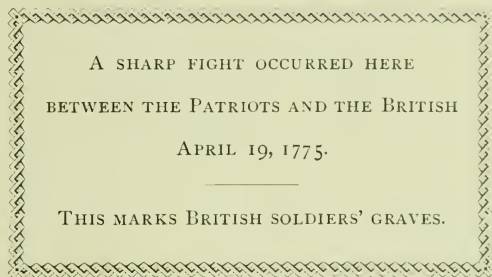 A sharp fight occurred here
between the Patriots and the British
April 19, 1775.
This marks British soldiers' graves.